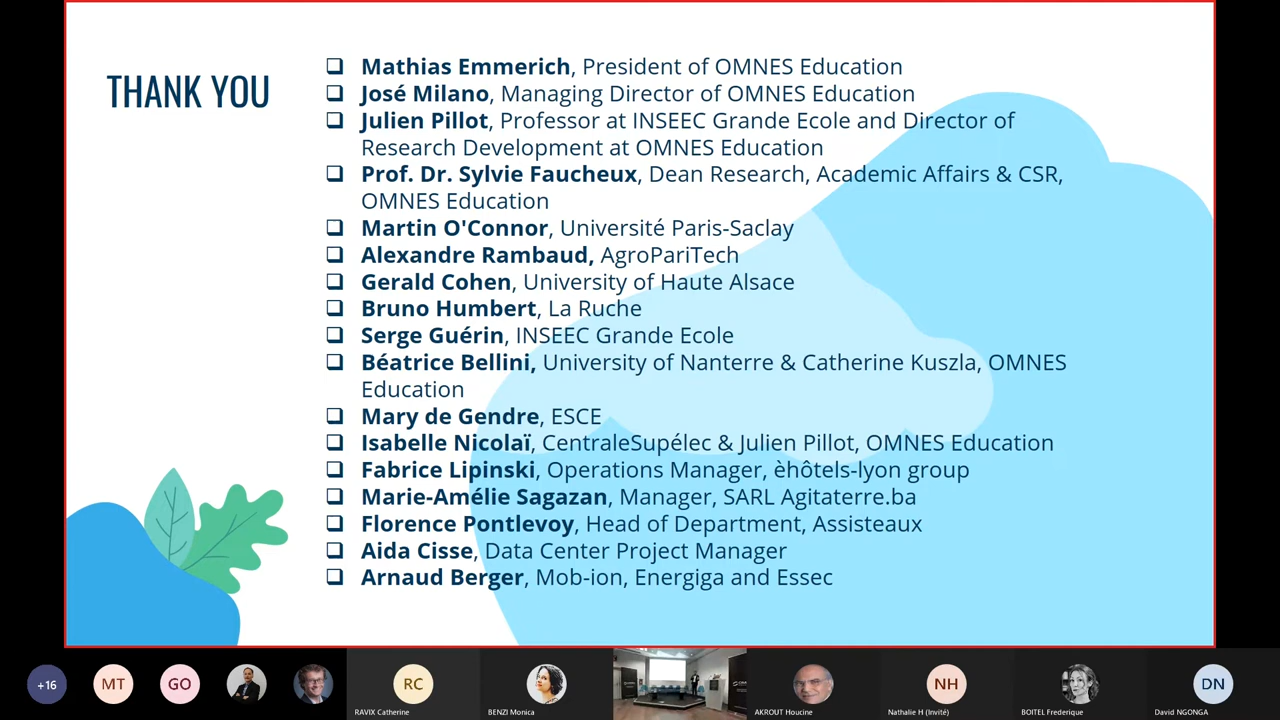 THANK YOU
❑ Mathias Emmerich, President of OMNES Education
❑ José Milano, Managing Director of OMNES Education
❑ Julien Pillot, Professor at INSEEC Grande Ecole and Director of
Research Development at OMNES Education
❑ Prof. Dr. Sylvie Faucheux, Dean Research, Academic Affairs & CSR,
OMNES Education
❑ Martin O'Connor, Université Paris-Saclay
❑ Alexandre Rambaud, AgroPariTech
❑ Gerald Cohen, University of Haute Alsace
❑ Bruno Humbert, La Ruche
❑ Serge Guérin, INSEEC Grande Ecole
❑ Béatrice Bellini, University of Nanterre & Catherine Kuszla, OMNES
Education
❑ Mary de Gendre, ESCE
❑ Isabelle Nicolaï, CentraleSupélec & Julien Pillot, OMNES Education
❑ Fabrice Lipinski, Operations Manager, èhôtels-lyon group
❑ Marie-Amélie Sagazan, Manager, SARL Agitaterre.ba
❑ Florence Pontlevoy, Head of Department, Assisteaux
❑ Aida Cisse, Data Center Project Manager
❑ Arnaud Berger, Mob-ion, Energiga and Essec
+16
MT
GO
RC
NH
DN
RAVIX Catherine
BENZI Monica
AKROUT Houcine
Nathalie H (Invité)
BOITEL Frederique
David NGONGA